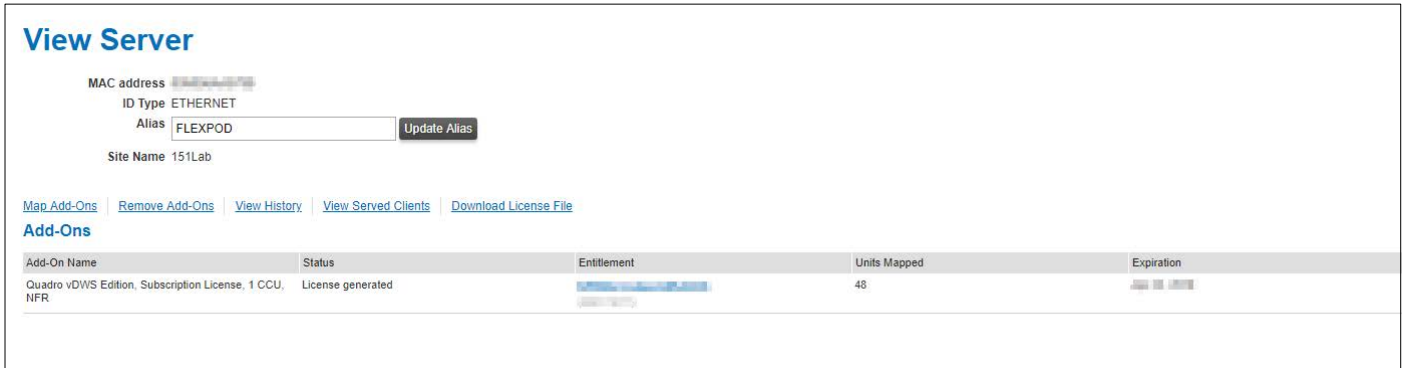 View Server
MAC address
ID Type ETHERNET
Alias FLEXPOD Update Alias
Site Name 151Lab
Map Add-Ons Remove Add-Ons View History View Served Clients Download License File
Add-Ons
Add-On Name Status Entitlement Units Mapped Expiration
Quadro vDWS Edition, Subscription License, 1 CCU, License generated 48
NFR